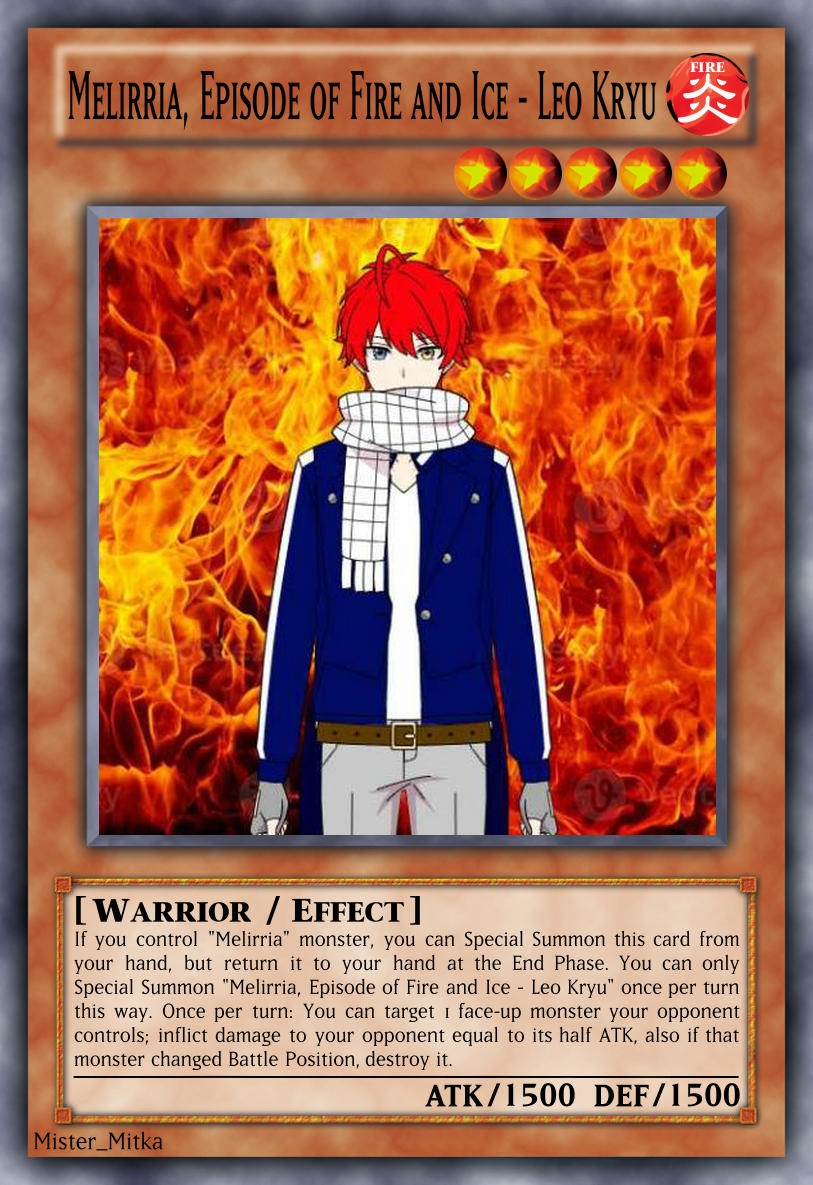 Melirria, Episode of Fire and Ice - Leo Kryu
FIRE
炎
[ Warrior / Effect ]
If you control "Melirria" monster, you can Special Summon this card from
your hand, but return it to your hand at the End Phase. You can only
Special Summon "Melirria, Episode of Fire and Ice - Leo Kryu" once per turn
this way. Once per turn: You can target 1 face-up monster your opponent
controls; inflict damage to your opponent equal to its half ATK, also if that
monster changed Battle Position, destroy it.
ATK/1500 DEF/1500
Mister_Mitka